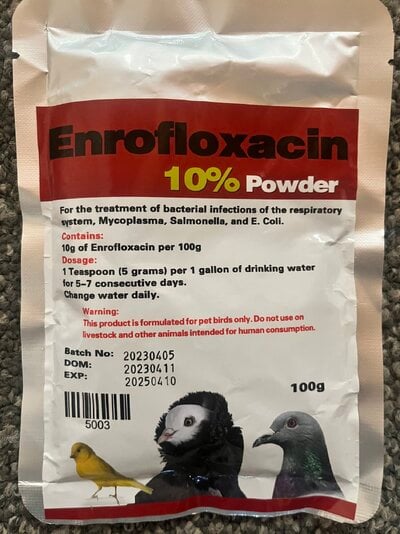 Enrofloxacin
10% Powder
For the treatment of bacterial infections of the respiratory
system, Mycoplasma, Salmonella, and E. Coli.
Contains:
10g of Enrofloxacin per 100g
Dosage:
1 Teaspoon (5 grams) per 1 gallon of drinking water
for 5-7 consecutive days.
Change water daily.
Warning:
This product is formulated for pet birds only. Do not use on
livestock and other animals intended for human consumption.
Batch No: 20230405
DOM: 20230411
EXP: 20250410
100g
5003